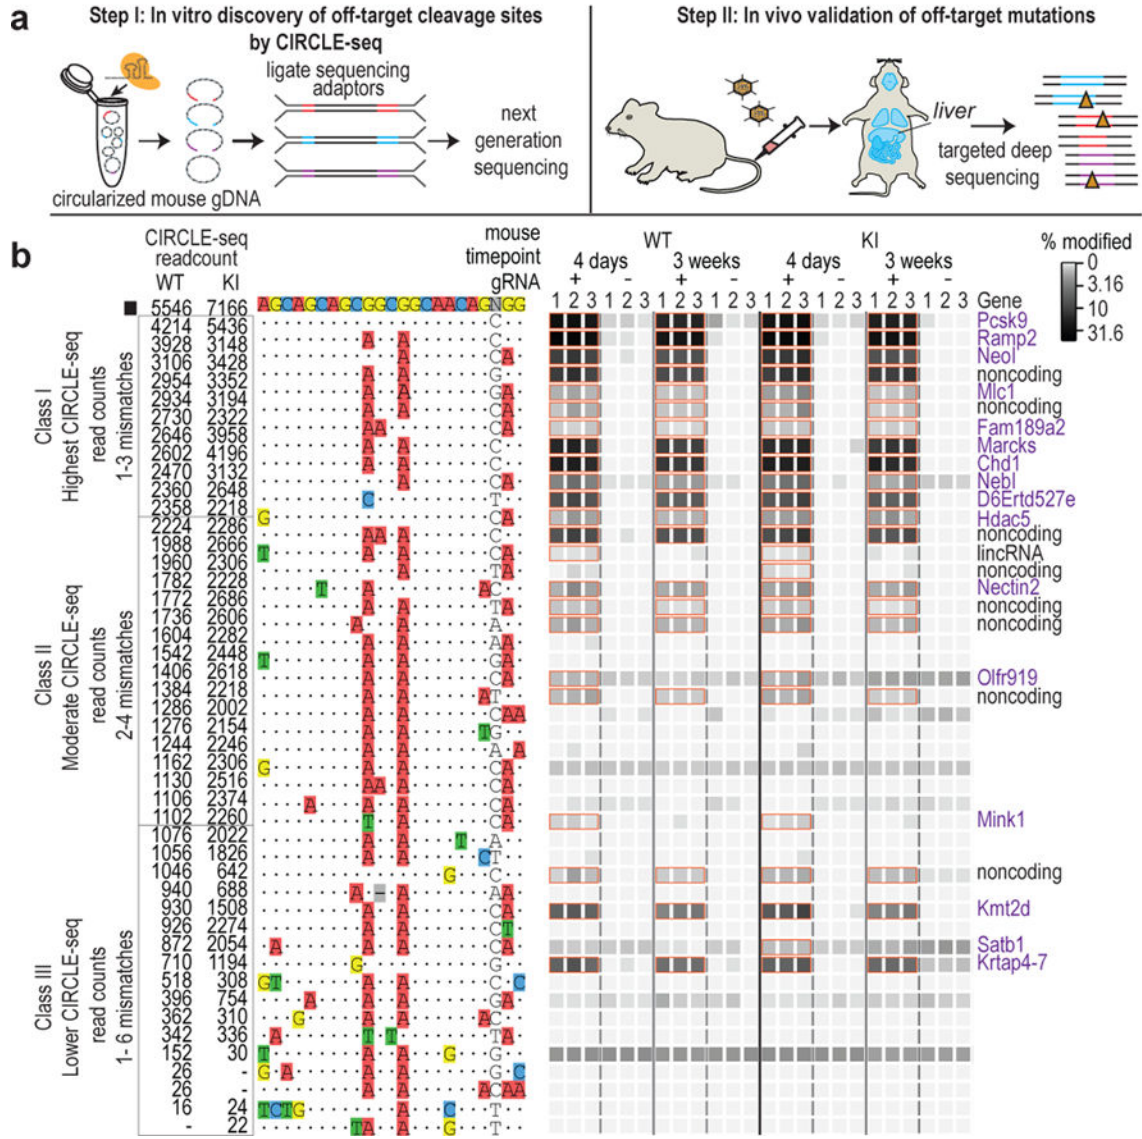 a
Step I: In vitro discovery of off-target cleavage sites
by CIRCLE-seq
ligate sequencing
adaptors
next
generation
sequencing
circularized mouse gDNA
Step II: In vivo validation of off-target mutations
liver
targeted deep
sequencing
b
CIRCLE-seq
readcount
WT KI
mouse
timepoint
gRNA
WT KI
4 days 3 weeks 4 days 3 weeks
+ - + - + - + -
1 2 3 1 2 3 1 2 3 1 2 3 1 2 3 1 2 3 1 2 3 1 2 3
Gene
% modified
0
3.16
10
31.6
Class I
Highest CIRCLE-seq
read counts
1-3 mismatches
Class II
Moderate CIRCLE-seq
read counts
2-4 mismatches
Class III
Lower CIRCLE-seq
read counts
1- 6 mismatches
5546 7166 AGCAGCAGCGGCGGCAACAGNGG
4214 5436 C Pcsk9
3928 3148 A C Ramp2
3106 3428 A C A Neol
2954 3352 A A G noncoding
2934 3194 A A G A Mlc1
2730 2322 A A C A noncoding
2646 3958 AA C A Fam189a2
2602 4196 A C Marcks
2470 3132 A C Chd1
2360 2648 A C A Nebl
2358 2218 C T D6Ertd527e
2224 2286 G C A Hdac5
1988 2666 AA A C noncoding
1960 2306 T A A C A lincRNA
1782 2228 A T A noncoding
1772 2686 T A A C Nectin2
1736 2606 A A T A noncoding
1604 2282 A A A noncoding
1542 2448 A A A A
1406 2618 T A A G A
1384 2218 A A C A Olfr919
1286 2002 A A A T noncoding
1276 2154 A A C A A
1244 2246 A A T G
1162 2306 A A A A
1130 2516 G A A C A
1106 2374 AA A C A
1102 2260 A A A C A
1076 2022 T A C A Mink1
1056 1826 A A T A
1046 642 A A C T
940 688 G C noncoding
930 1508 A - A A A
926 2274 A A C A Kmt2d
872 2054 A A C T
710 1194 A A A C A Satb1
518 308 G G Krtap4-7
396 754 GT A A G C
362 310 A A A G A
342 336 G A A A C
152 30 A T T T A
26 - T A A G G
26 - G A A A G C
16 24 A A A C A A
- 22 TCTG A C T
TA A G T